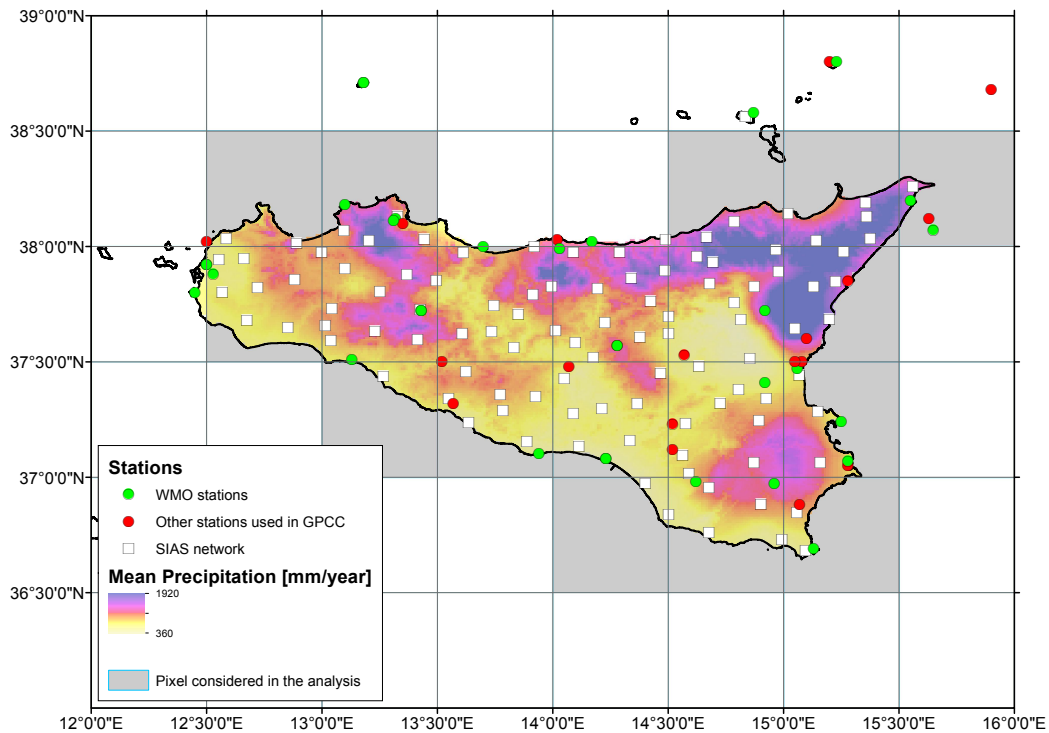 39°0'0"N
38°30'0"N
38°0'0"N
37°30'0"N
37°0'0"N
36°30'0"N
Stations
WMO stations
Other stations used in GPCC
SIAS network
Mean Precipitation [mm/year]
1920
360
Pixel considered in the analysis
12°0'0"E 12°30'0"E 13°0'0"E 13°30'0"E 14°0'0"E 14°30'0"E 15°0'0"E 15°30'0"E 16°0'0"E